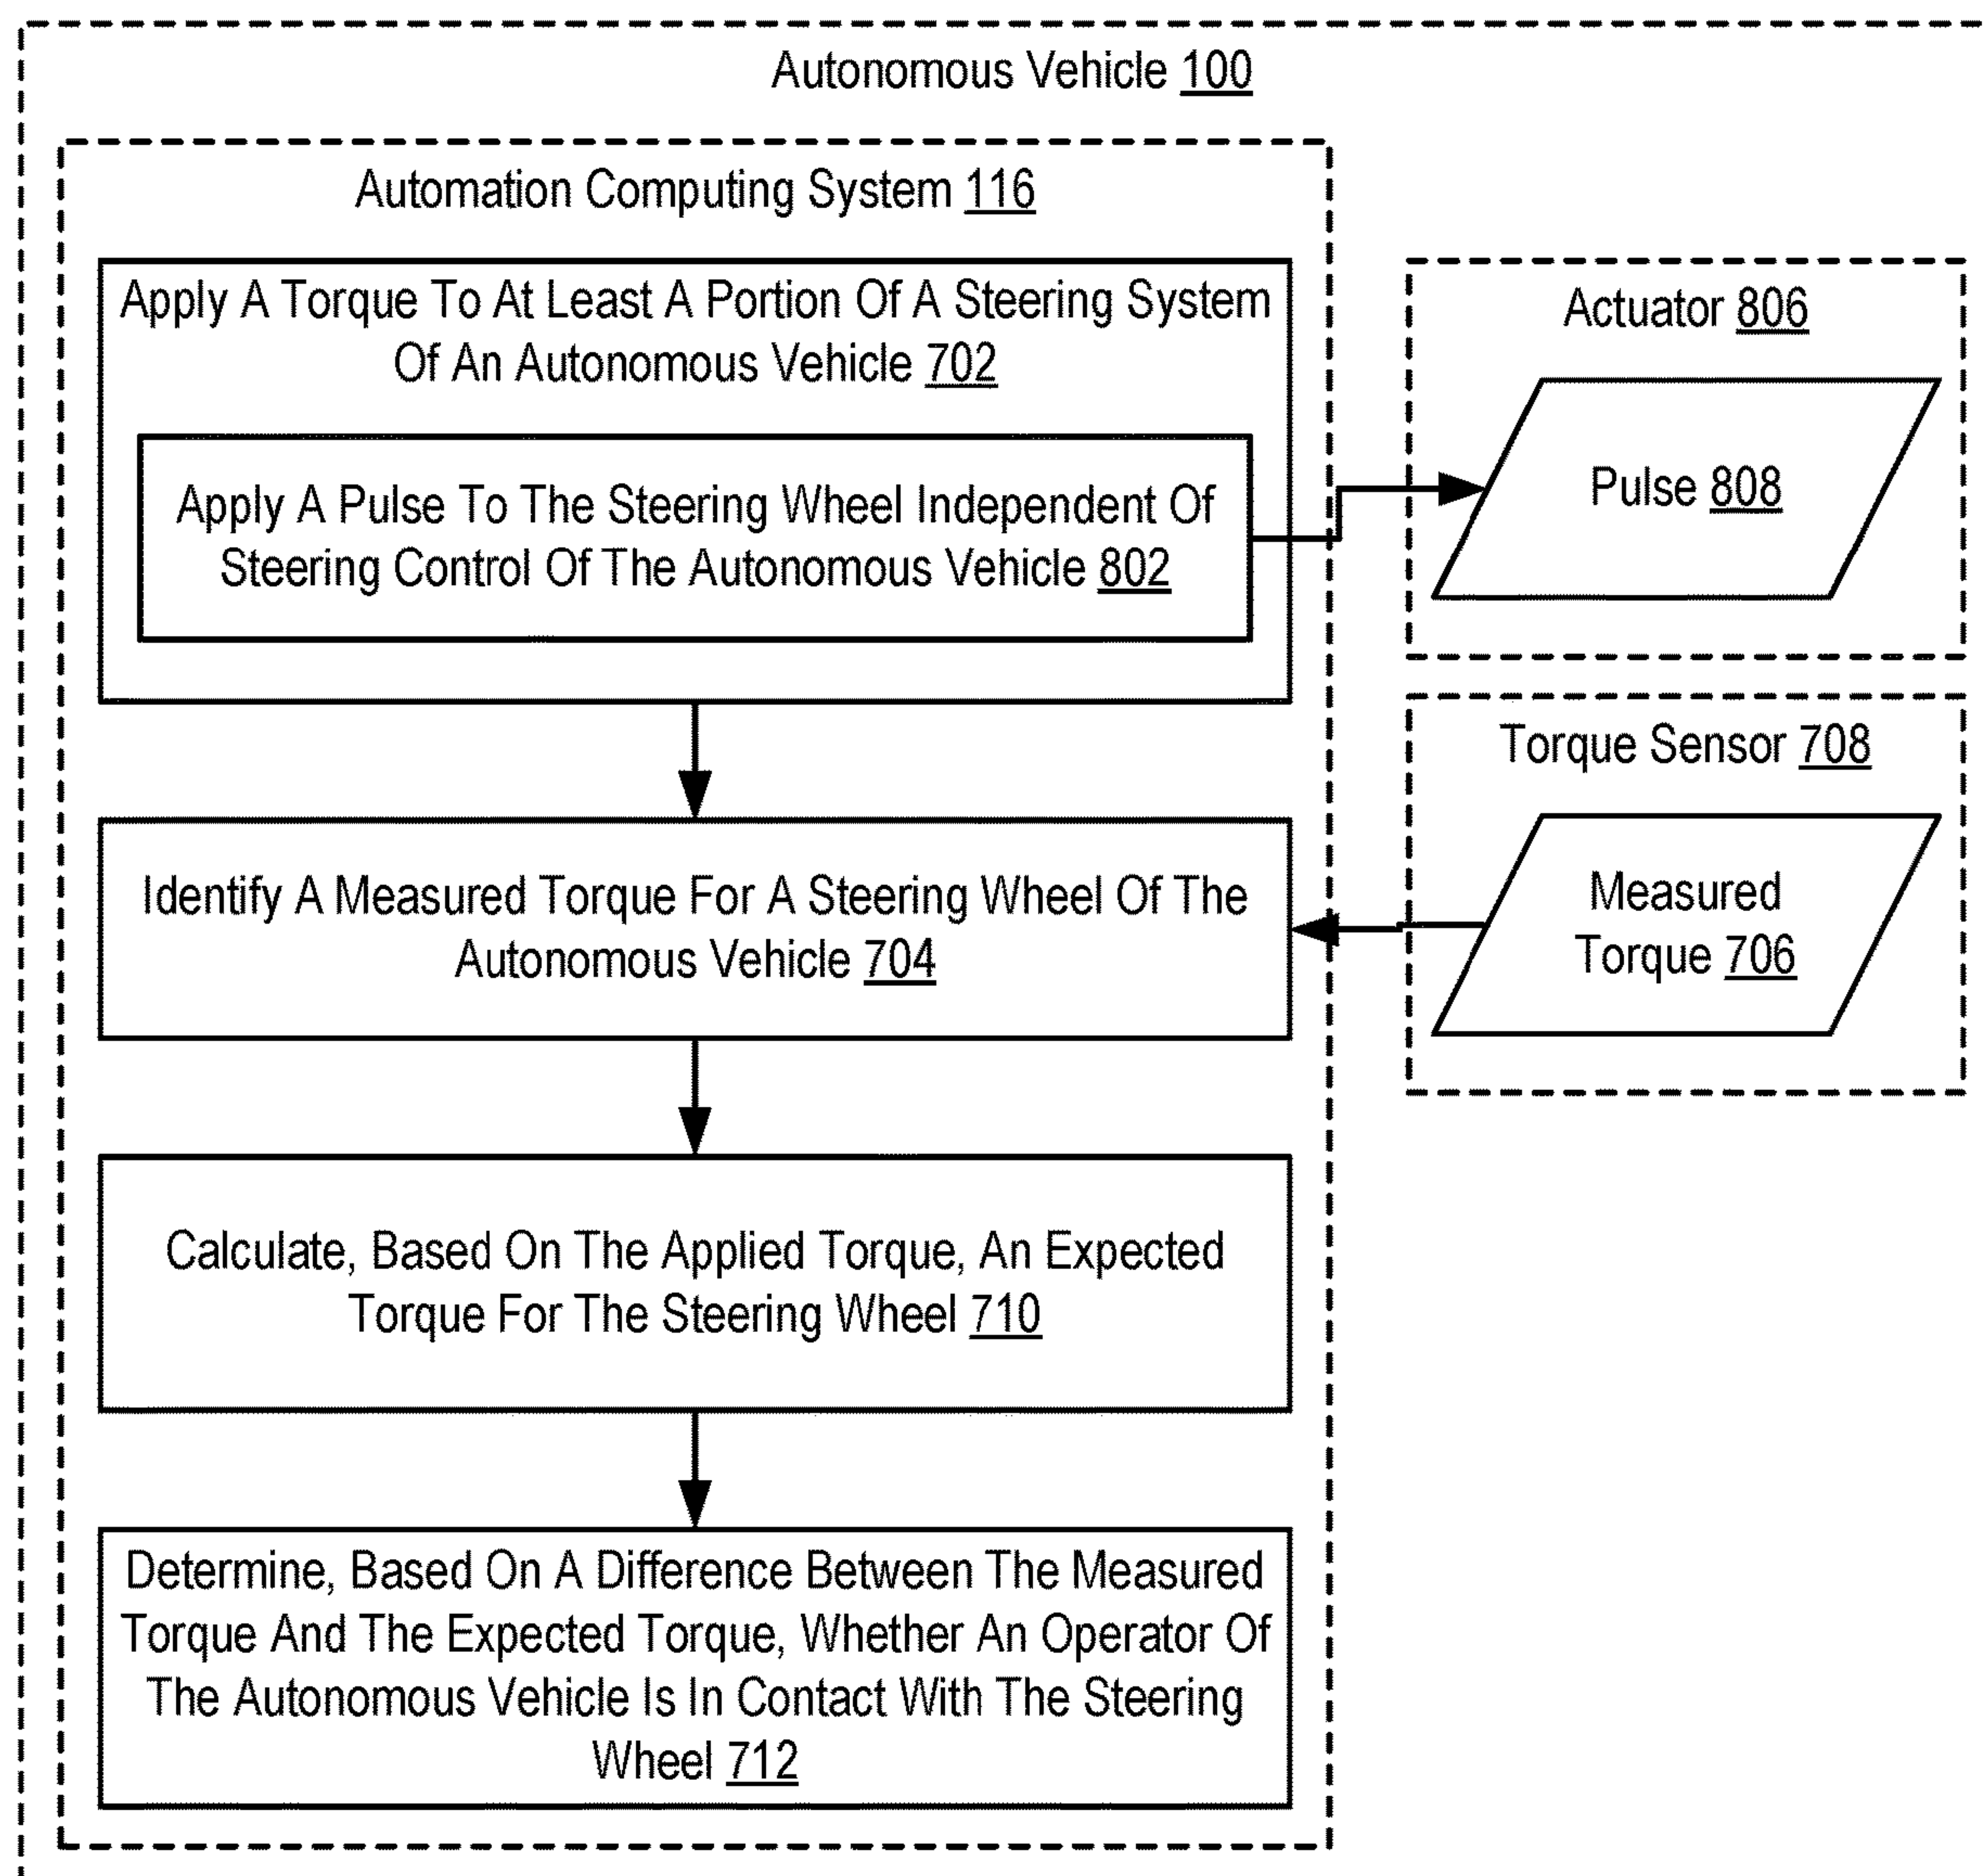 Autonomous Vehicle 100
Automation Computing System 116
Apply A Torque To At Least A Portion Of A Steering System
Of An Autonomous Vehicle 702
Apply A Pulse To The Steering Wheel Independent Of
Steering Control Of The Autonomous Vehicle 802
Actuator 806
Pulse 808
Torque Sensor 708
Measured
Torque 706
Identify A Measured Torque For A Steering Wheel Of The
Autonomous Vehicle 704
Calculate, Based On The Applied Torque, An Expected
Torque For The Steering Wheel 710
Determine, Based On A Difference Between The Measured
Torque And The Expected Torque, Whether An Operator Of
The Autonomous Vehicle Is In Contact With The Steering
Wheel 712